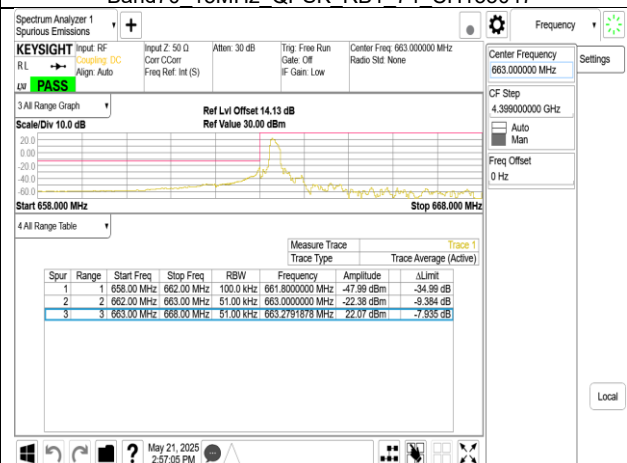 Spectrum Analyzer 1
Spurious Emissions
+
Frequency
KEYSIGHT
RL
PASS
Input: RF
Coupling: DC
Align: Auto
Input Z: 50 Ω
Corr CCorr
Freq Ref: Int (S)
Atten: 30 dB
Trig: Free Run
Gate: Off
IF Gain: Low
Center Freq: 663.000000 MHz
Radio Std: None
Center Frequency
663.000000 MHz
Settings
CF Step
4.399000000 GHz
Auto
Man
Freq Offset
0 Hz
3 All Range Graph
Scale/Div 10.0 dB
Ref Lvl Offset 14.13 dB
Ref Value 30.00 dBm
20.0
0.00
-20.0
-40.0
-60.0
Start 658.000 MHz
Stop 668.000 MHz
4 All Range Table
Measure Trace Trace 1
Trace Type Trace Average (Active)
Spur Range Start Freq Stop Freq RBW Frequency Amplitude ΔLimit
1 1 658.00 MHz 662.00 MHz 100.0 kHz 661.8000000 MHz -47.99 dBm -34.99 dB
2 2 662.00 MHz 663.00 MHz 51.00 kHz 663.0000000 MHz -22.38 dBm -9.384 dB
3 3 663.00 MHz 668.00 MHz 51.00 kHz 663.2791878 MHz 22.07 dBm -7.935 dB
Local
?
May 21, 2025
2:57:05 PM